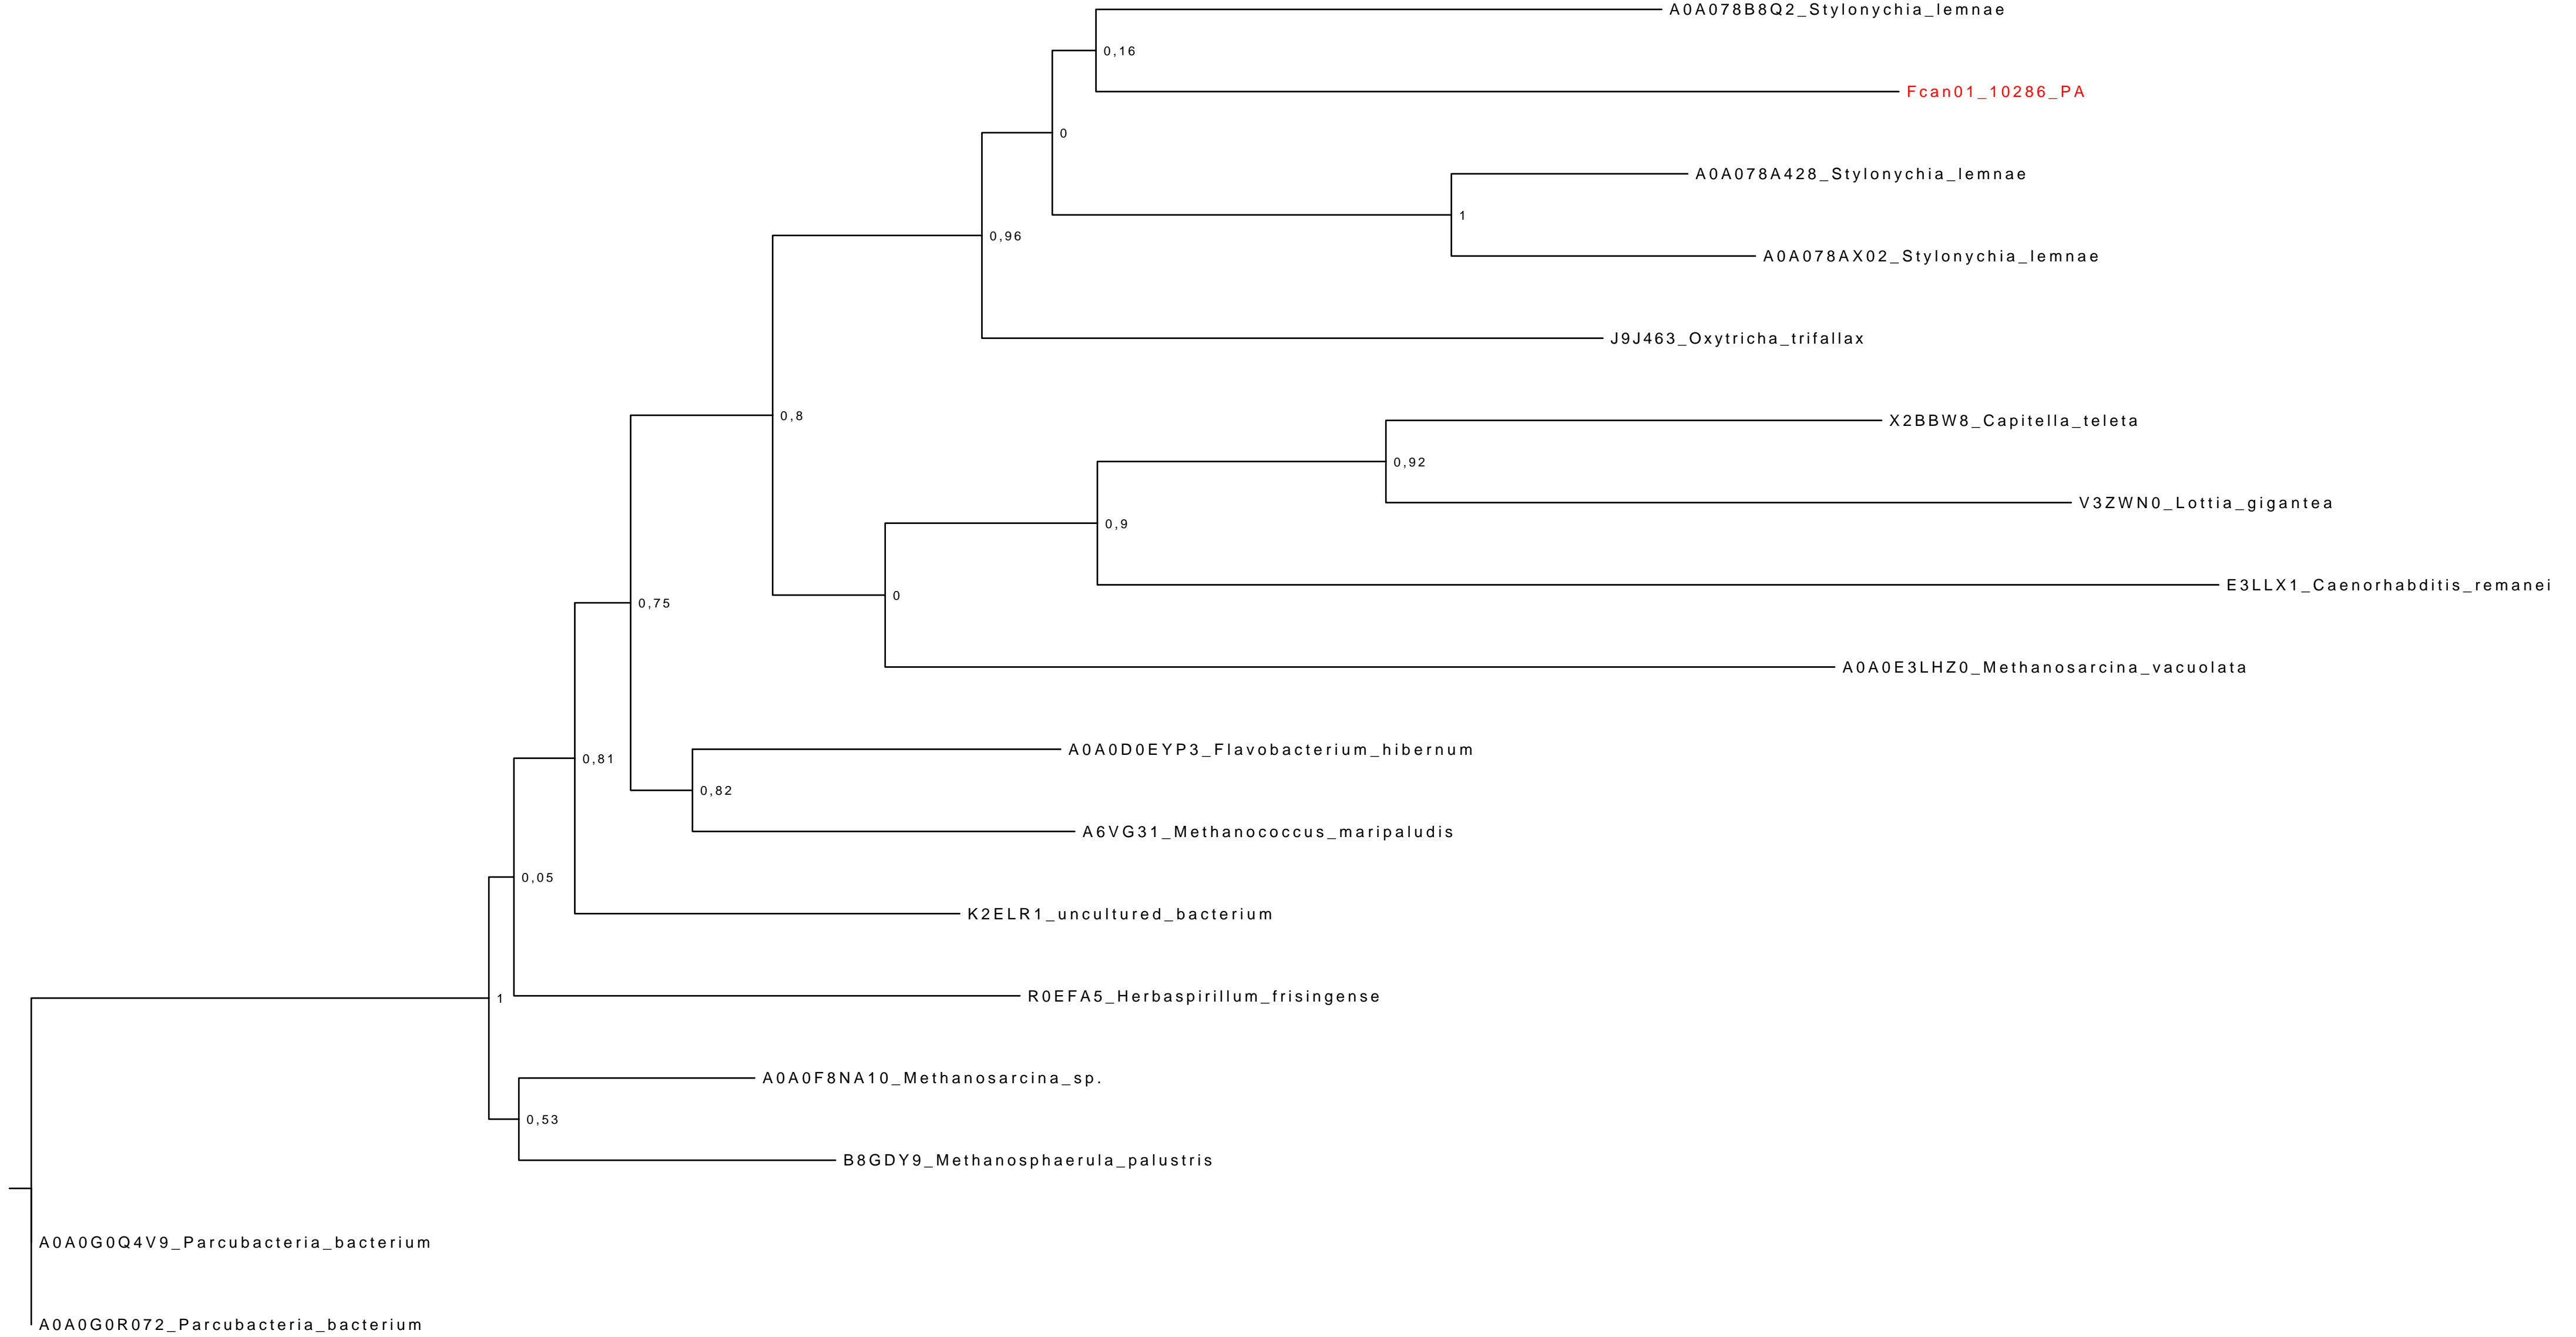 A0A078B8Q2_Stylonychia_lemnae
0,16
Fcan01_10286_PA
0
A0A078A428_Stylonychia_lemnae
1
0,96
A0A078AX02_Stylonychia_lemnae
J9J463_Oxytricha_trifallax
0,8
X2BBW8_Capitella_teleta
0,92
V3ZWN0_Lottia_gigantea
0,9
E3LLX1_Caenorhabditis_remanei
0
0,75
A0A0E3LHZ0_Methanosarcina_vacuolata
A0A0D0EYP3_Flavobacterium_hibernum
0,81
0,82
A6VG31_Methanococcus_maripaludis
0,05
K2ELR1_uncultured_bacterium
R0EFA5_Herbaspirillum_frisingense
1
A0A0F8NA10_Methanosarcina_sp.
0,53
B8GDY9_Methanosphaerula_palustris
A0A0G0Q4V9_Parcubacteria_bacterium
A0A0G0R072_Parcubacteria_bacterium